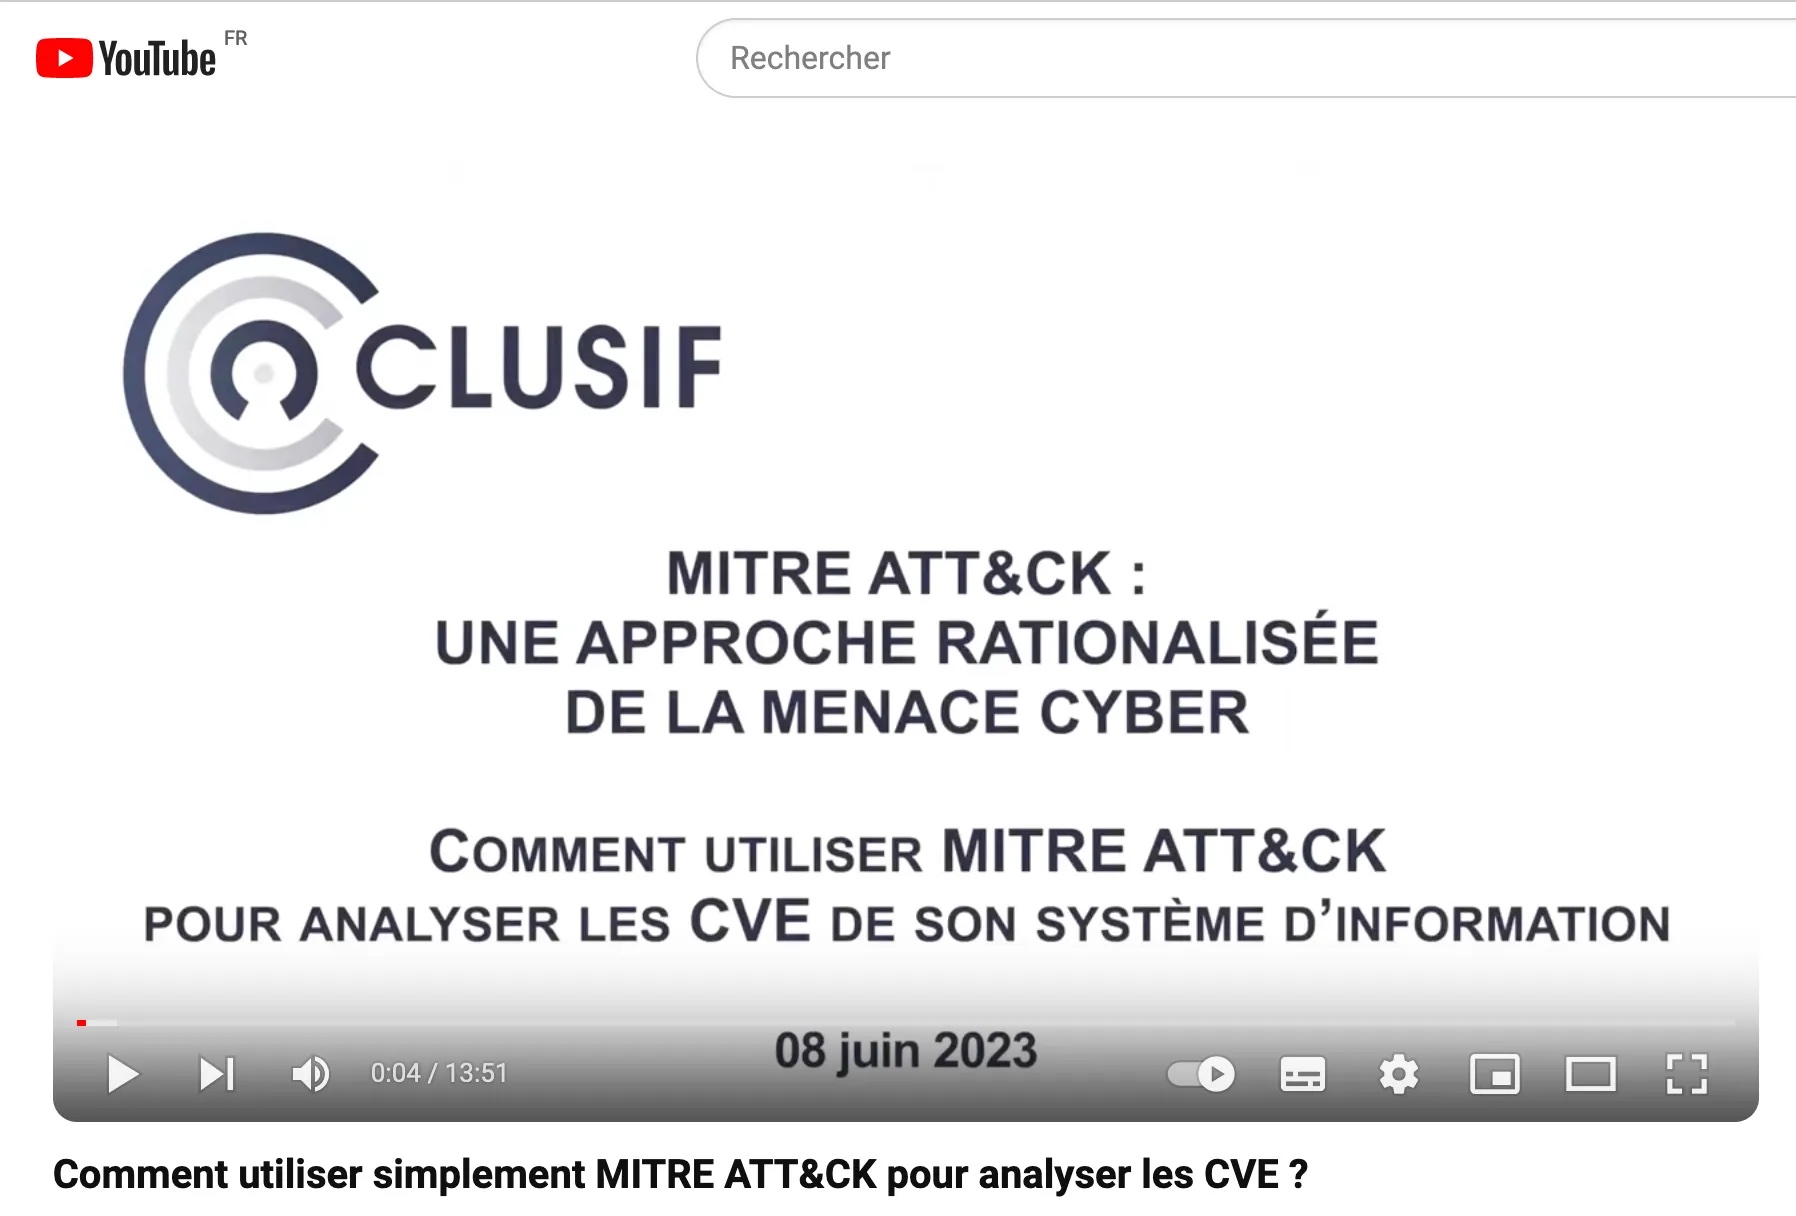 YouTube FR
Rechercher
CLUSIF
MITRE ATT&CK :
UNE APPROCHE RATIONALISÉE
DE LA MENACE CYBER
COMMENT UTILISER MITRE ATT&CK
POUR ANALYSER LES CVE DE SON SYSTÈME D’INFORMATION
08 juin 2023
0:04 / 13:51
Comment utiliser simplement MITRE ATT&CK pour analyser les CVE ?